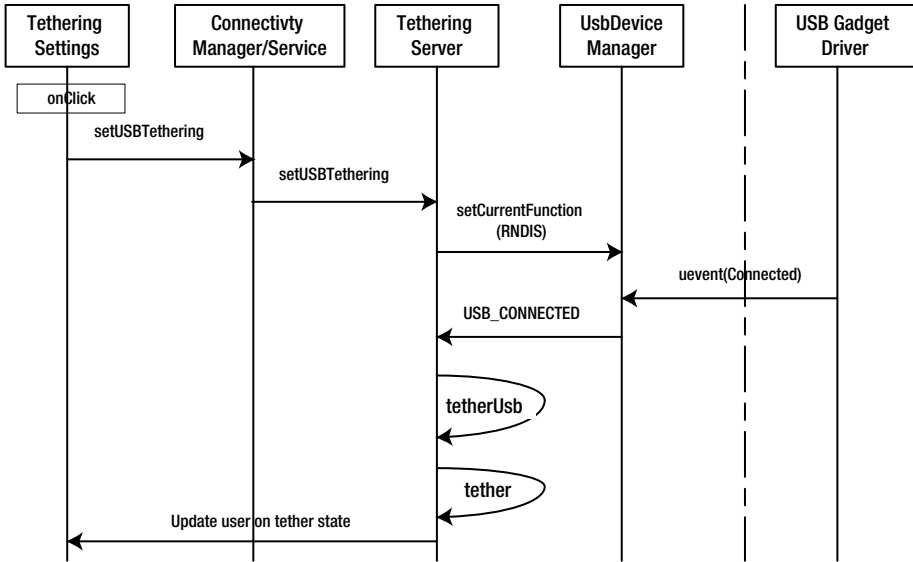 Tethering
Settings
Connectivty
Manager/Service
Tethering
Server
UsbDevice
Manager
USB Gadget
Driver
onClick
setUSBTethering
setUSBTethering
setCurrentFunction
(RNDIS)
uevent(Connected)
USB_CONNECTED
tetherUsb
tether
Update user on tether state